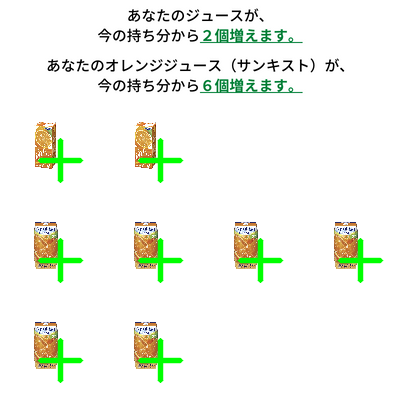 あなたのジュースが、
今の持ち分から２個増えます。
あなたのオレンジジュース（サンキスト）が、
今の持ち分から６個増えます。